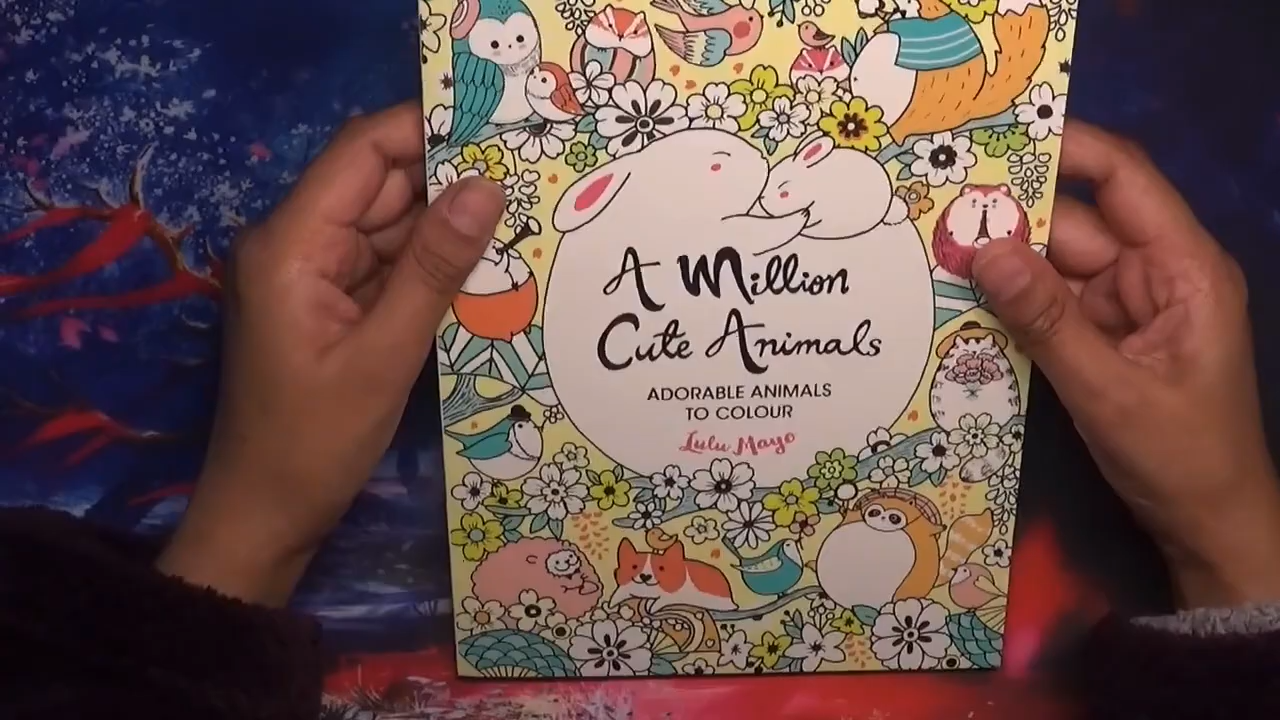 A Million
Cute Animals
ADORABLE ANIMALS
TO COLOUR
Lulu Mayo